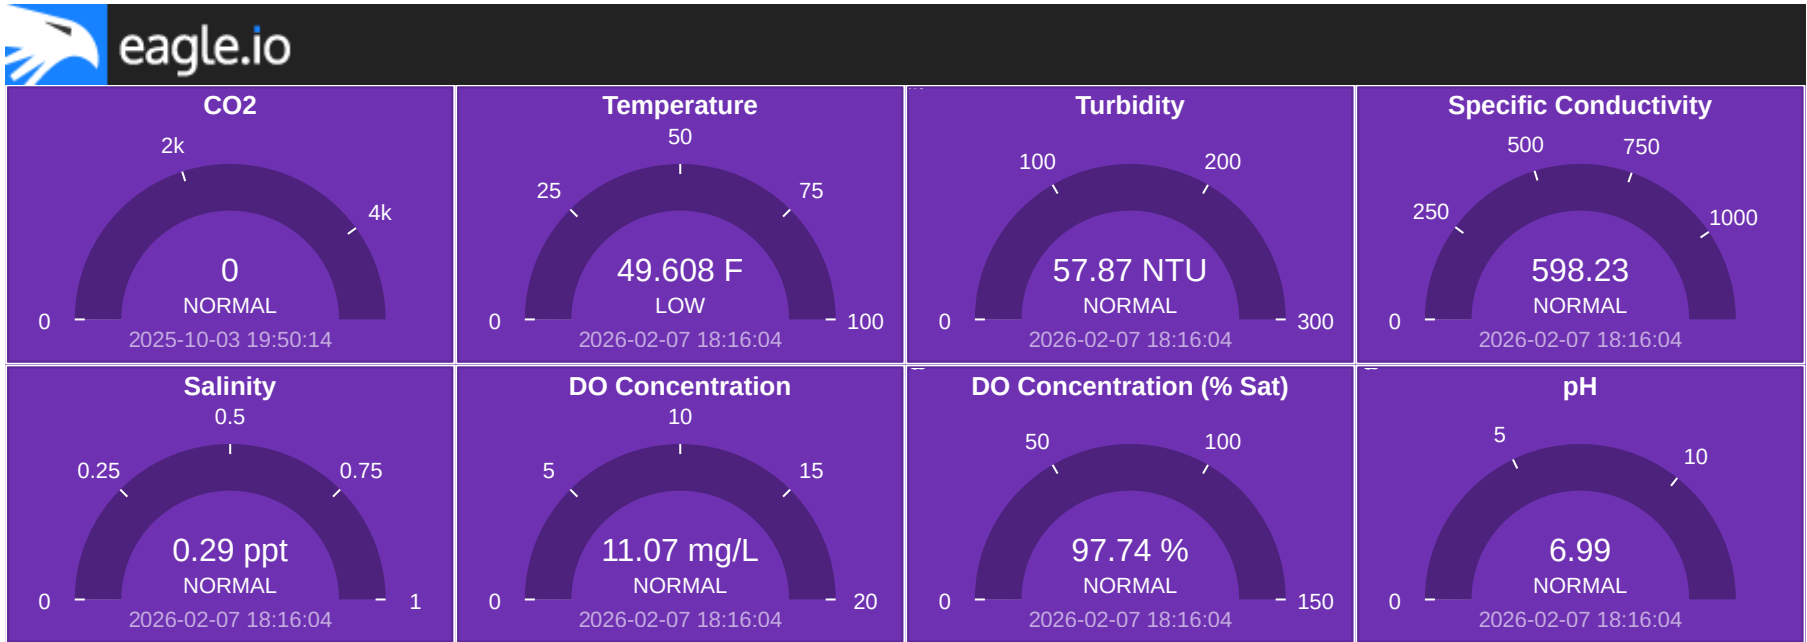 eagle.io
CO2
2k
4k
0
0
NORMAL
2025-10-03 19:50:14
Temperature
50
25
75
49.608 F
LOW
0
100
2026-02-07 18:16:04
Turbidity
100
200
57.87 NTU
NORMAL
0
300
2026-02-07 18:16:04
Specific Conductivity
500
750
250
1000
598.23
NORMAL
0
2026-02-07 18:16:04
Salinity
0.5
0.25
0.75
0.29 ppt
NORMAL
0
1
2026-02-07 18:16:04
DO Concentration
10
5
15
11.07 mg/L
NORMAL
0
20
2026-02-07 18:16:04
DO Concentration (% Sat)
50
100
97.74 %
NORMAL
0
150
2026-02-07 18:16:04
pH
5
10
6.99
NORMAL
0
2026-02-07 18:16:04